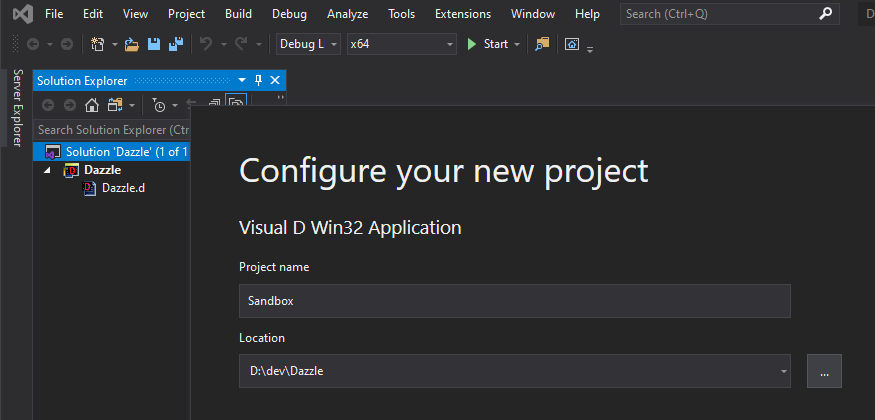 File Edit View Project Build Debug Analyze Tools Extensions Window Help Search (Ctrl+Q) D
Debug L x64 Start
Server Explorer
Solution Explorer
Search Solution Explorer (Ctr
Solution 'Dazzle' (1 of 1
Dazzle
Dazzle.d
Configure your new project
Visual D Win32 Application
Project name
Sandbox
Location
D:\dev\Dazzle
...